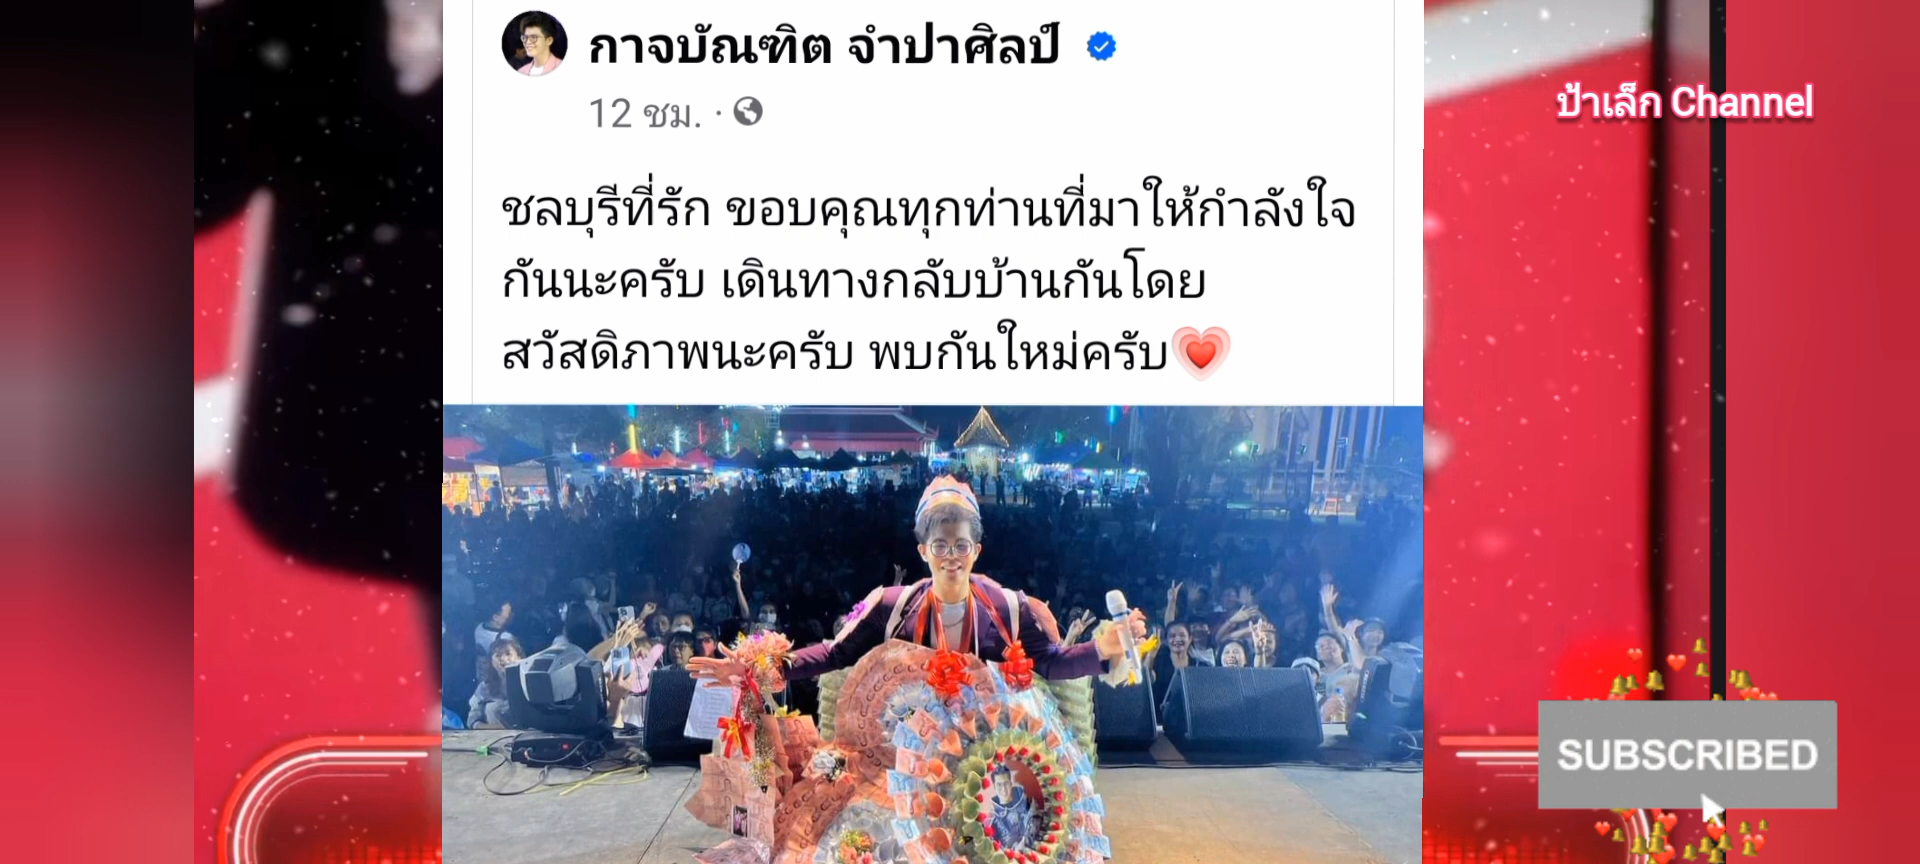 กาจบัณฑิต จำปาศิลป์
12 ชม.
ป้าเล็ก Channel
ชลบุรีที่รัก ขอบคุณทุกท่านที่มาให้กำลังใจ
กันนะครับ เดินทางกลับบ้านกันโดย
สวัสดิภาพนะครับ พบกันใหม่ครับ
SUBSCRIBED